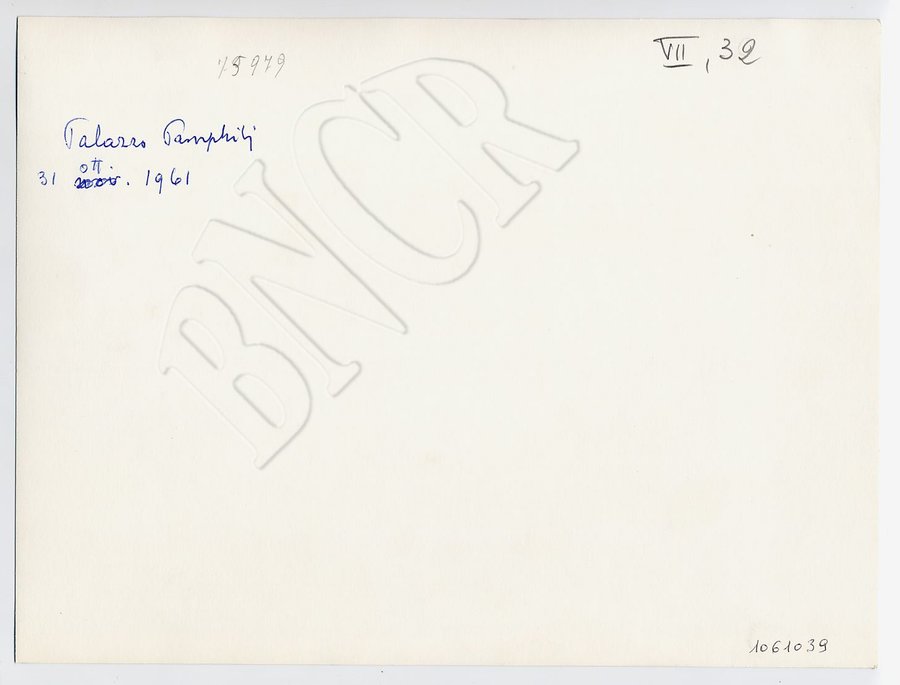 75979
VII, 32
Palazzo Pamphilj
31 ott. 1961
BNCR
1061039